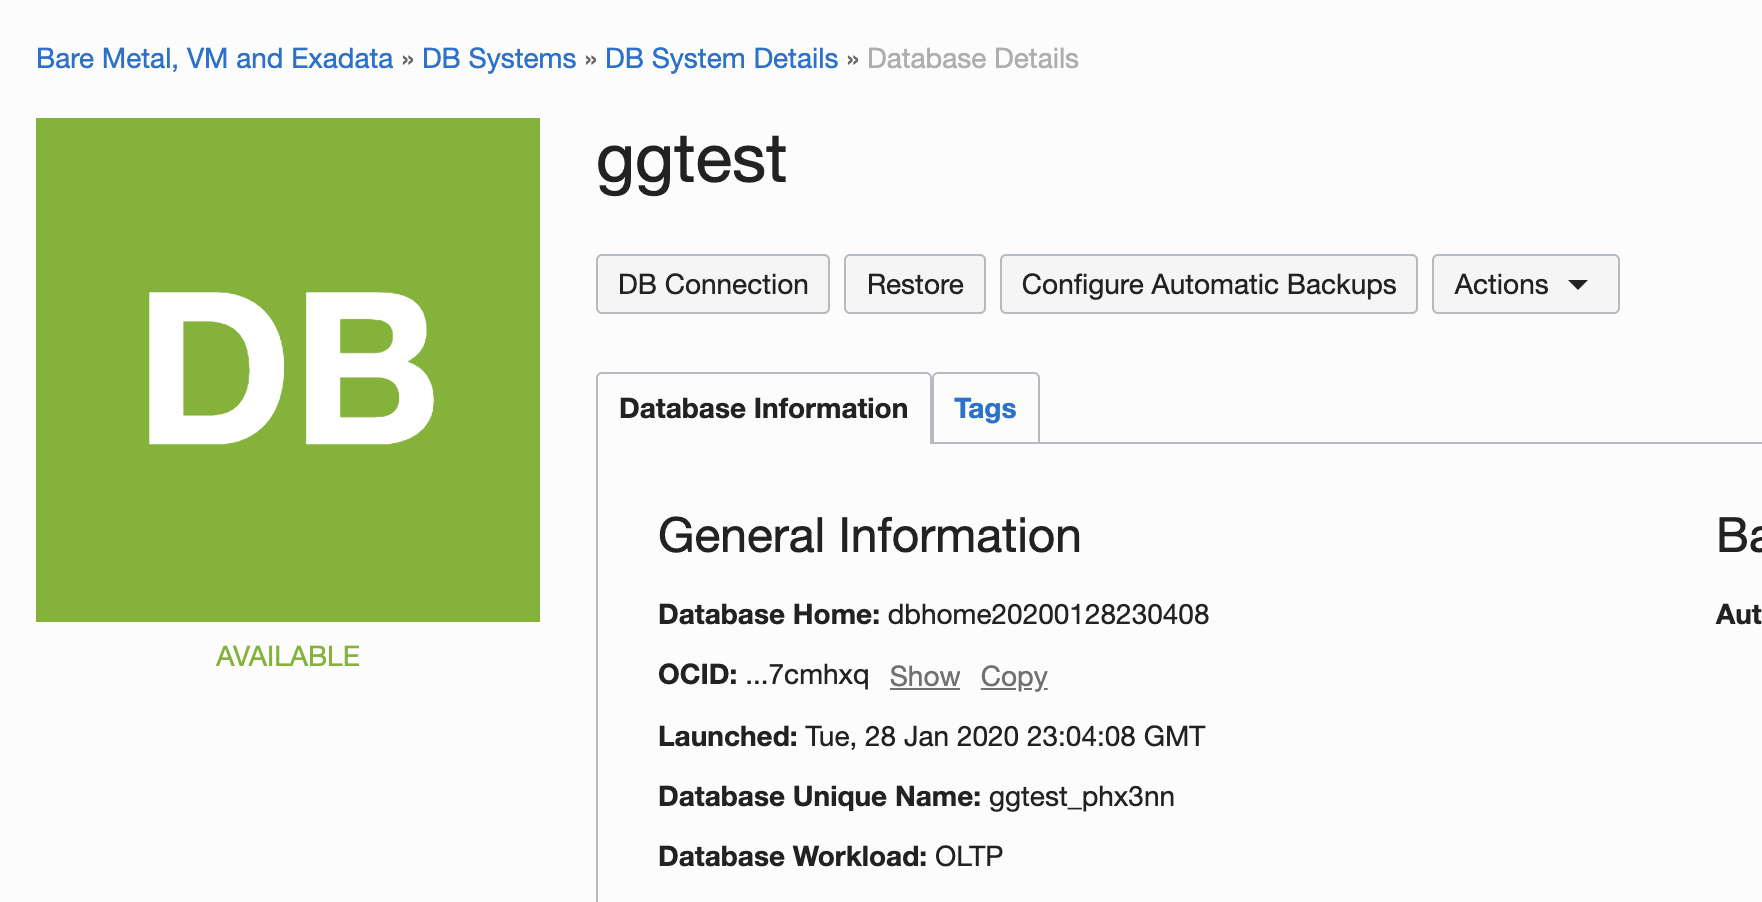 Bare Metal, VM and Exadata » DB Systems » DB System Details » Database Details
DB
AVAILABLE
ggtest
DB Connection Restore Configure Automatic Backups Actions
Database Information Tags
General Information
Database Home: dbhome20200128230408
OCID: ...7cmhxq Show Copy
Launched: Tue, 28 Jan 2020 23:04:08 GMT
Database Unique Name: ggtest_phx3nn
Database Workload: OLTP